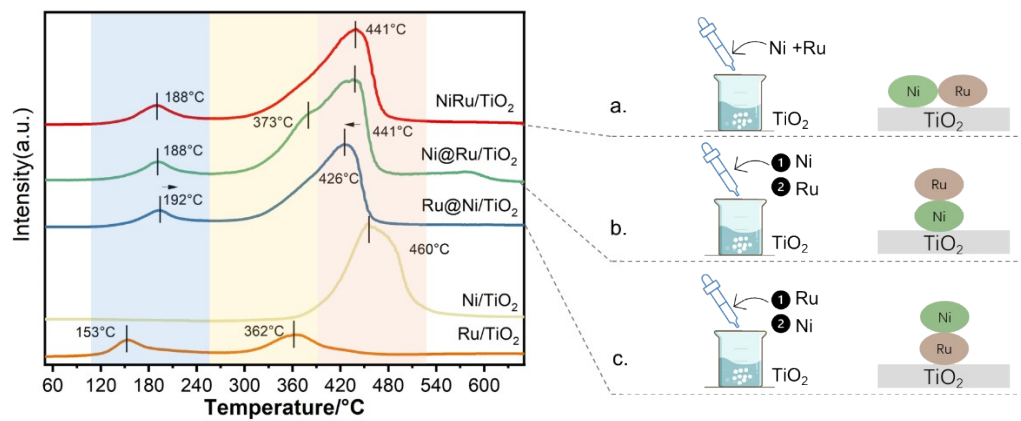 Intensity(a.u.)
441°C
188°C
NiRu/TiO₂
373°C
441°C
188°C
Ni@Ru/TiO₂
192°C
426°C
Ru@Ni/TiO₂
460°C
Ni/TiO₂
153°C
362°C
Ru/TiO₂
60 120 180 240 300 360 420 480 540 600
Temperature/°C
Ni +Ru
a.
TiO₂
Ni Ru
TiO₂
1 Ni
2 Ru
b.
TiO₂
Ru
Ni
TiO₂
1 Ru
2 Ni
c.
TiO₂
Ni
Ru
TiO₂